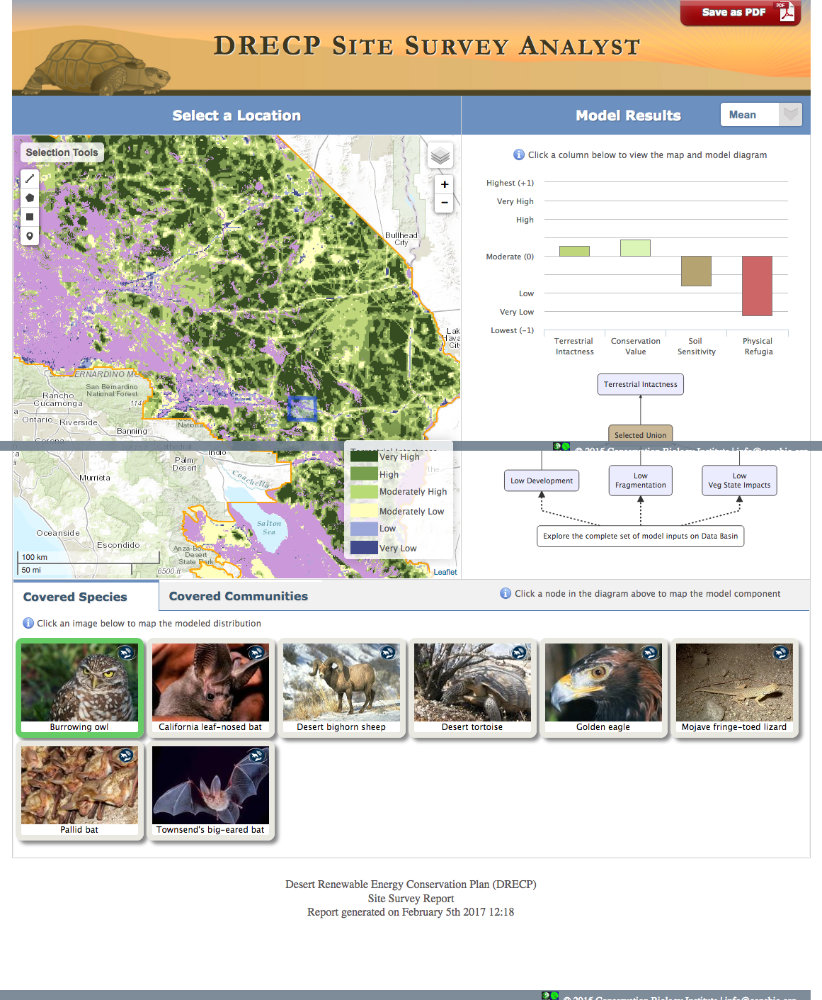 Save as PDF
PDF
DRECP SITE SURVEY ANALYST
Select a Location
Model Results
Mean
Selection Tools
+
−
Bullhead
City
Lak
Hava
City
ERNARDINO MO
San Bernardino
National Forest
Rancho
Cucamonga
114
Ontario
Riverside
Banning
National
Indio
Palm
Desert
Murrieta
Coachella
the
Salton
Sea
Oceanside
Escondido
Anza-Bo
Desert
State Park
6500 ft
100 km
50 mi
Leaflet
Terrestrial Intactness
Very High
High
Moderately High
Moderately Low
Low
Very Low
Click a column below to view the map and model diagram
Highest (+1)
Very High
High
Moderate (0)
Low
Very Low
Lowest (-1)
Terrestrial
Intactness
Conservation
Value
Soil
Sensitivity
Physical
Refugia
Terrestrial Intactness
Selected Union
© 2015 Conservation Biology Institute | info@consbio.org
Low Development
Low
Fragmentation
Low
Veg State Impacts
Explore the complete set of model inputs on Data Basin
Covered Species
Covered Communities
Click a node in the diagram above to map the model component
Click an image below to map the modeled distribution
Burrowing owl
California leaf-nosed bat
Desert bighorn sheep
Desert tortoise
Golden eagle
Mojave fringe-toed lizard
Pallid bat
Townsend's big-eared bat
Desert Renewable Energy Conservation Plan (DRECP)
Site Survey Report
Report generated on February 5th 2017 12:18
© 2015 Conservation Biology Institute | info@consbio.org